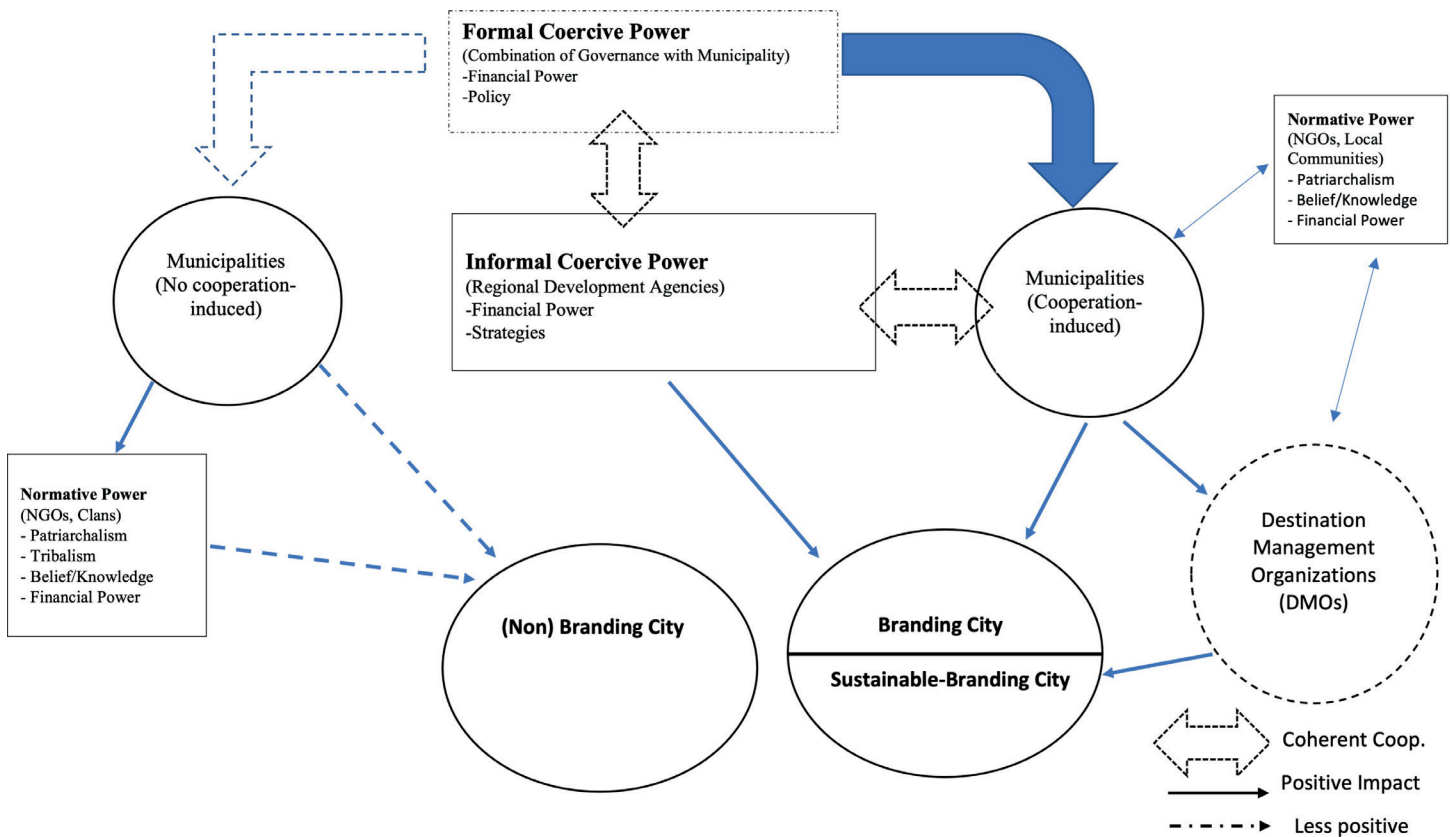 Formal Coercive Power
(Combination of Governance with Municipality)
-Financial Power
-Policy
Normative Power
(NGOs, Local
Communities)
- Patriarchalism
- Belief/Knowledge
- Financial Power
Municipalities
(No cooperation-
induced)
Informal Coercive Power
(Regional Development Agencies)
-Financial Power
-Strategies
Municipalities
(Cooperation-
induced)
Normative Power
(NGOs, Clans)
- Patriarchalism
- Tribalism
- Belief/Knowledge
- Financial Power
Destination
Management
Organizations
(DMOs)
(Non) Branding City
Branding City
Sustainable-Branding City
Coherent Coop.
Positive Impact
Less positive